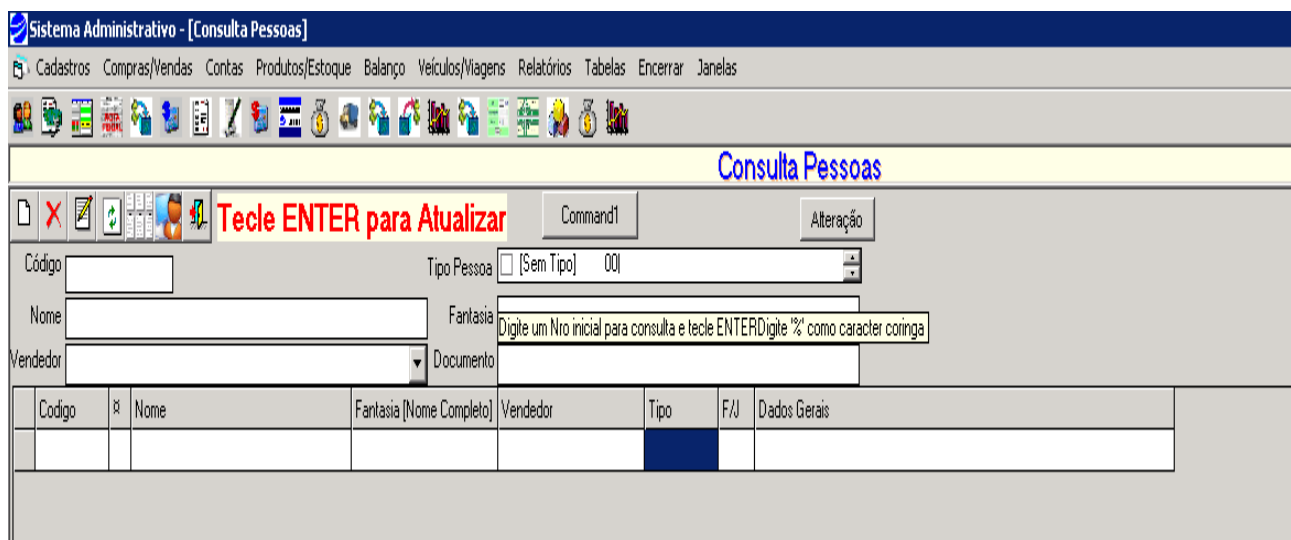 Sistema Administrativo - [Consulta Pessoas]
Cadastros Compras/Vendas Contas Produtos/Estoque Balanço Veículos/Viagens Relatórios Tabelas Encerrar Janelas
Consulta Pessoas
Tecle ENTER para Atualizar Command1 Alteração
Código Tipo Pessoa [Sem Tipo] 00|
Nome Fantasia
Digite um Nro inicial para consulta e tecle ENTERDigite '%' como caracter coringa
Vendedor Documento
Codigo ¤ Nome Fantasia [Nome Completo] Vendedor Tipo F/J Dados Gerais